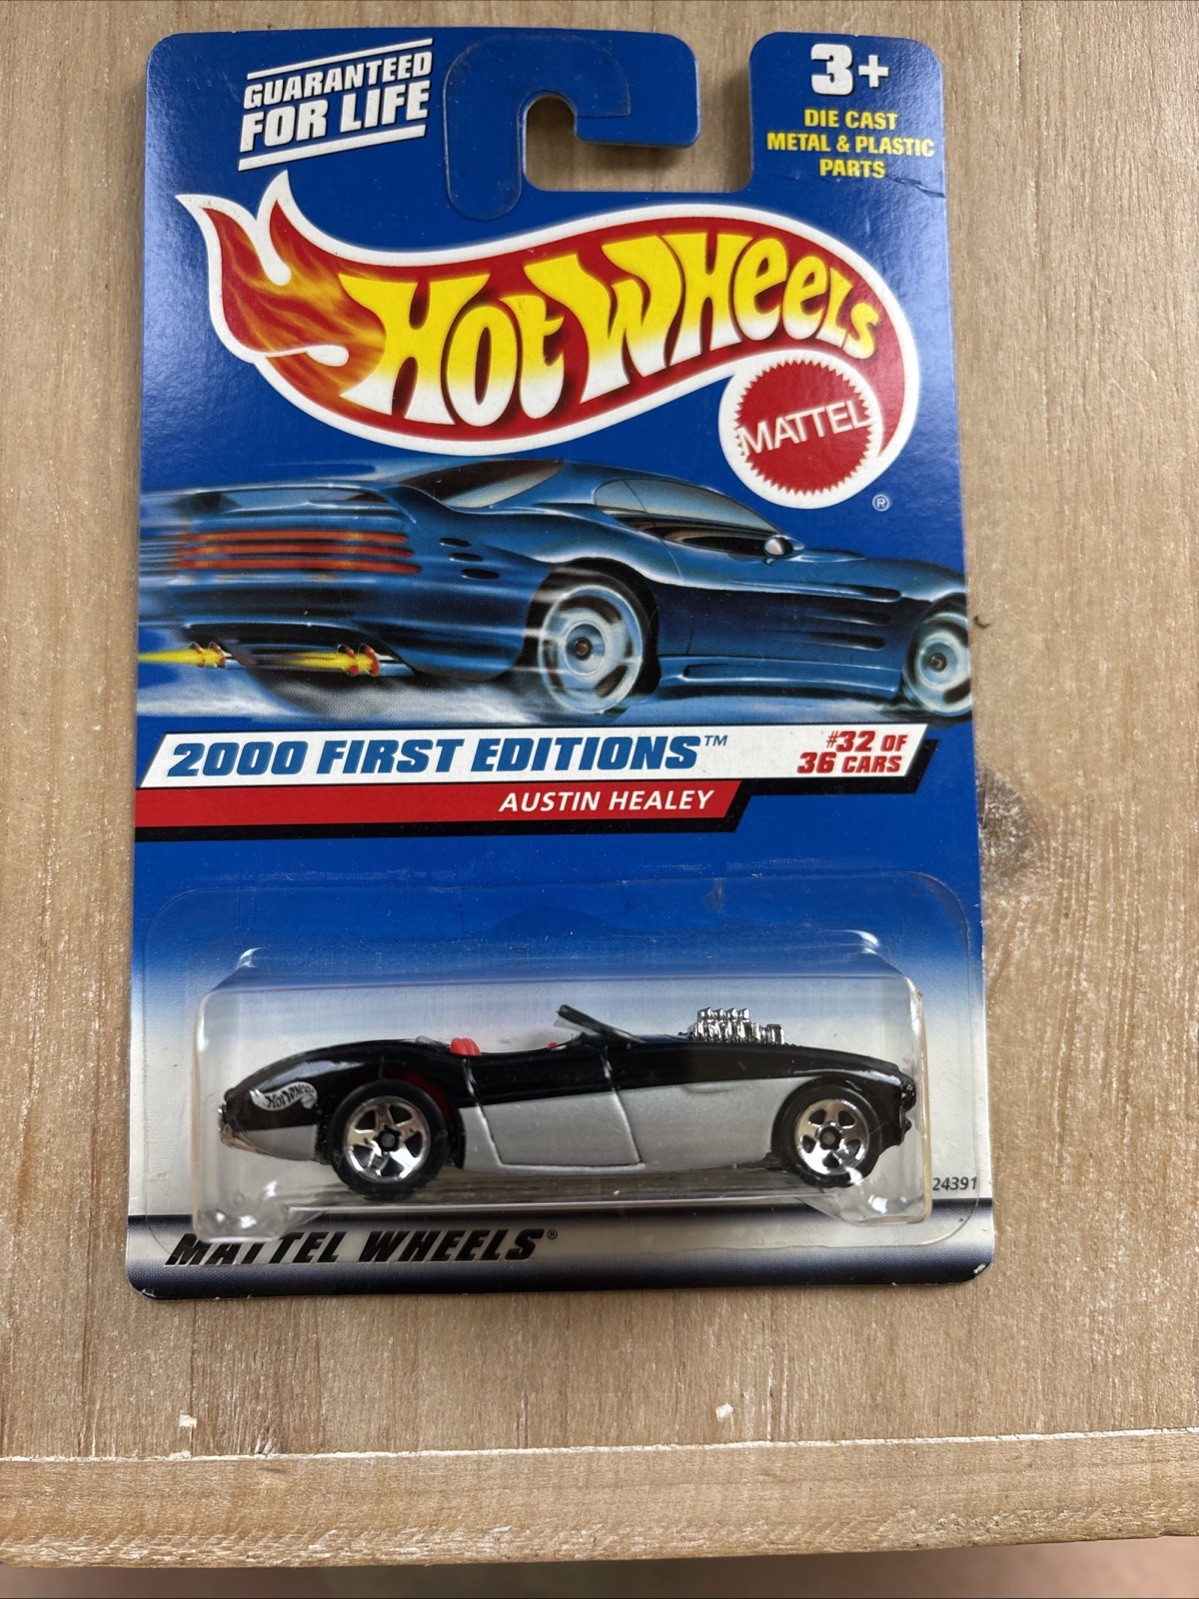 GUARANTEED
FOR LIFE
3+
DIE CAST
METAL & PLASTIC
PARTS
HOT WHEELS
MATTEL
®
2000 FIRST EDITIONS™
#32 OF
36 CARS
AUSTIN HEALEY
HOT WHEELS
24391
MATTEL WHEELS®